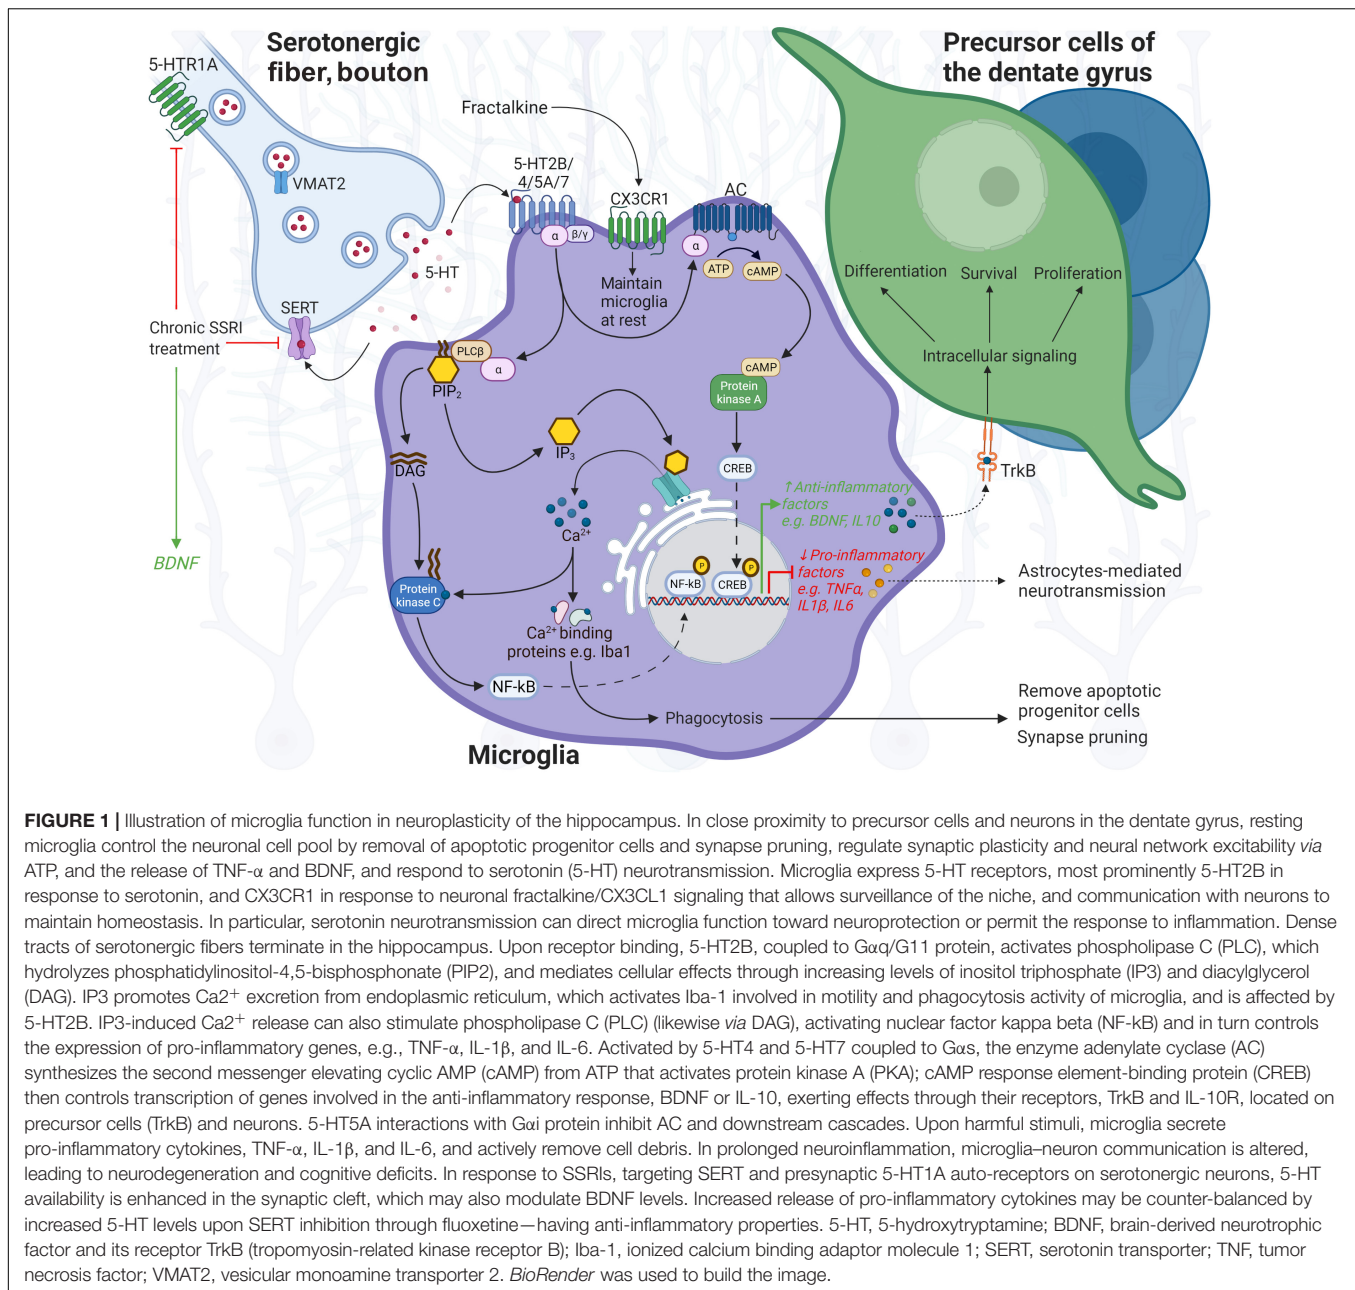 Serotonergic
fiber, bouton
Precursor cells of
the dentate gyrus
5-HTR1A
Fractalkine
VMAT2
5-HT2B/
4/5A/7
CX3CR1
AC
α
β/γ
α
ATP
cAMP
5-HT
Maintain
microglia
at rest
Differentiation
Survival
Proliferation
SERT
Chronic SSRI
treatment
PLCβ
α
PIP2
cAMP
Protein
kinase A
Intracellular signaling
IP3
DAG
CREB
TrkB
↑ Anti-inflammatory
factors
e.g. BDNF, IL10
Ca2+
BDNF
↓ Pro-inflammatory
factors
e.g. TNFα,
IL1β, IL6
P
NF-kB
P
CREB
Astrocytes-mediated
neurotransmission
Protein
kinase C
Ca2+ binding
proteins e.g. Iba1
NF-kB
Phagocytosis
Remove apoptotic
progenitor cells
Synapse pruning
Microglia
FIGURE 1 | Illustration of microglia function in neuroplasticity of the hippocampus. In close proximity to precursor cells and neurons in the dentate gyrus, resting
microglia control the neuronal cell pool by removal of apoptotic progenitor cells and synapse pruning, regulate synaptic plasticity and neural network excitability via
ATP, and the release of TNF-α and BDNF, and respond to serotonin (5-HT) neurotransmission. Microglia express 5-HT receptors, most prominently 5-HT2B in
response to serotonin, and CX3CR1 in response to neuronal fractalkine/CX3CL1 signaling that allows surveillance of the niche, and communication with neurons to
maintain homeostasis. In particular, serotonin neurotransmission can direct microglia function toward neuroprotection or permit the response to inflammation. Dense
tracts of serotonergic fibers terminate in the hippocampus. Upon receptor binding, 5-HT2B, coupled to Gαq/G11 protein, activates phospholipase C (PLC), which
hydrolyzes phosphatidylinositol-4,5-bisphosphonate (PIP2), and mediates cellular effects through increasing levels of inositol triphosphate (IP3) and diacylglycerol
(DAG). IP3 promotes Ca2+ excretion from endoplasmic reticulum, which activates Iba-1 involved in motility and phagocytosis activity of microglia, and is affected by
5-HT2B. IP3-induced Ca2+ release can also stimulate phospholipase C (PLC) (likewise via DAG), activating nuclear factor kappa beta (NF-kB) and in turn controls
the expression of pro-inflammatory genes, e.g., TNF-α, IL-1β, and IL-6. Activated by 5-HT4 and 5-HT7 coupled to Gαs, the enzyme adenylate cyclase (AC)
synthesizes the second messenger elevating cyclic AMP (cAMP) from ATP that activates protein kinase A (PKA); cAMP response element-binding protein (CREB)
then controls transcription of genes involved in the anti-inflammatory response, BDNF or IL-10, exerting effects through their receptors, TrkB and IL-10R, located on
precursor cells (TrkB) and neurons. 5-HT5A interactions with Gαi protein inhibit AC and downstream cascades. Upon harmful stimuli, microglia secrete
pro-inflammatory cytokines, TNF-α, IL-1β, and IL-6, and actively remove cell debris. In prolonged neuroinflammation, microglia–neuron communication is altered,
leading to neurodegeneration and cognitive deficits. In response to SSRIs, targeting SERT and presynaptic 5-HT1A auto-receptors on serotonergic neurons, 5-HT
availability is enhanced in the synaptic cleft, which may also modulate BDNF levels. Increased release of pro-inflammatory cytokines may be counter-balanced by
increased 5-HT levels upon SERT inhibition through fluoxetine—having anti-inflammatory properties. 5-HT, 5-hydroxytryptamine; BDNF, brain-derived neurotrophic
factor and its receptor TrkB (tropomyosin-related kinase receptor B); Iba-1, ionized calcium binding adaptor molecule 1; SERT, serotonin transporter; TNF, tumor
necrosis factor; VMAT2, vesicular monoamine transporter 2. BioRender was used to build the image.